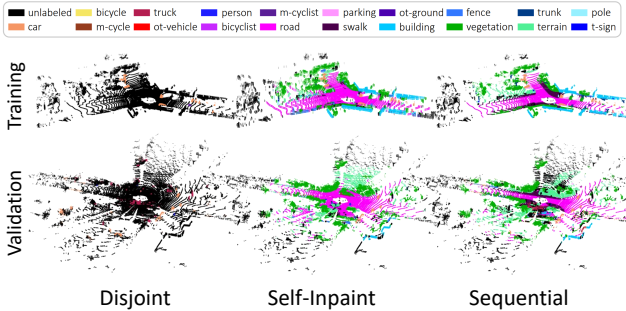 unlabeled bicycle truck person m-cyclist parking ot-ground fence trunk pole
car m-cycle ot-vehicle bicyclist road swalk building vegetation terrain t-sign
Training
Validation
Disjoint Self-Inpaint Sequential